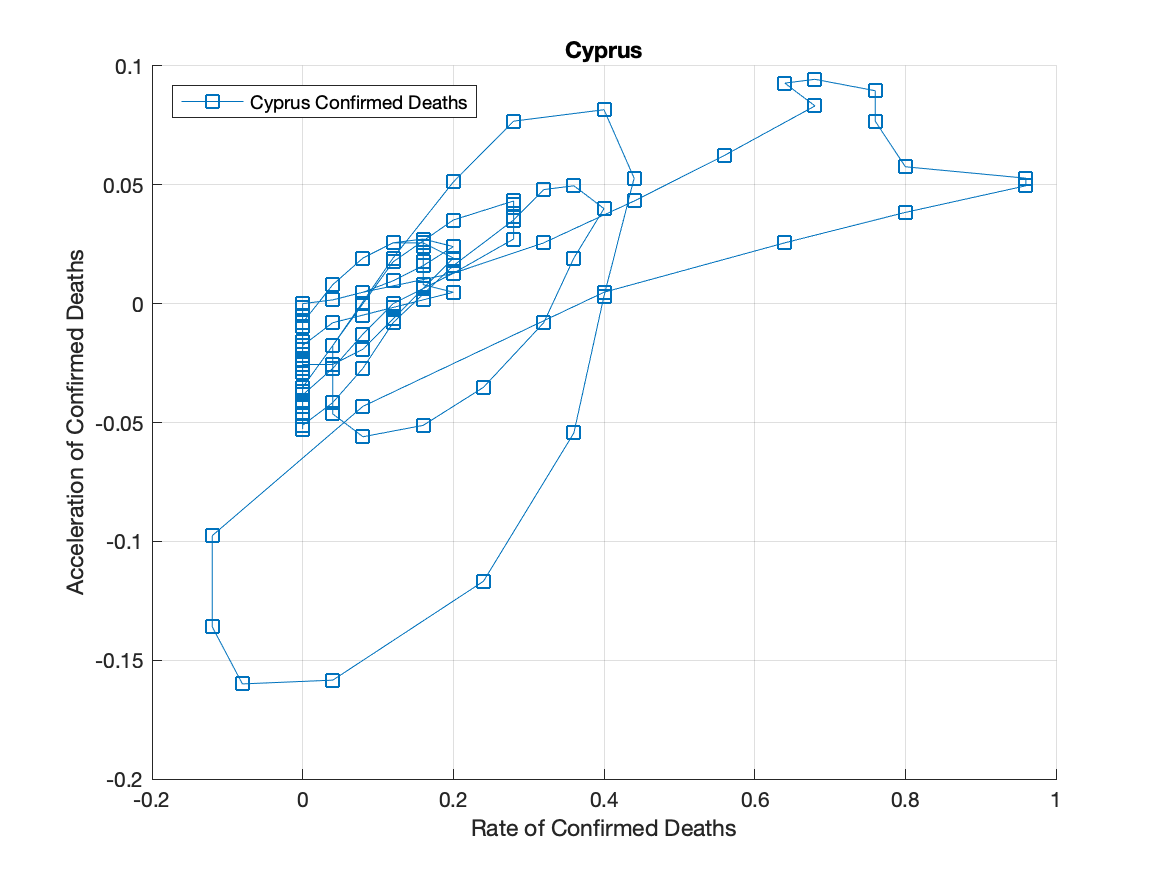 Cyprus
Cyprus Confirmed Deaths
0.1
0.05
0
-0.05
-0.1
-0.15
-0.2
Acceleration of Confirmed Deaths
-0.2 0 0.2 0.4 0.6 0.8 1
Rate of Confirmed Deaths